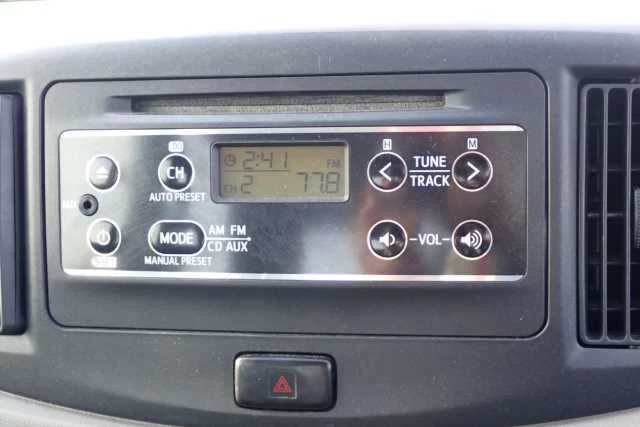 2:41 FM
CH 2 77.8
CH
AUTO PRESET
H
M
TUNE
TRACK
AUX
MODE
MANUAL PRESET
AM FM
CD AUX
-VOL-